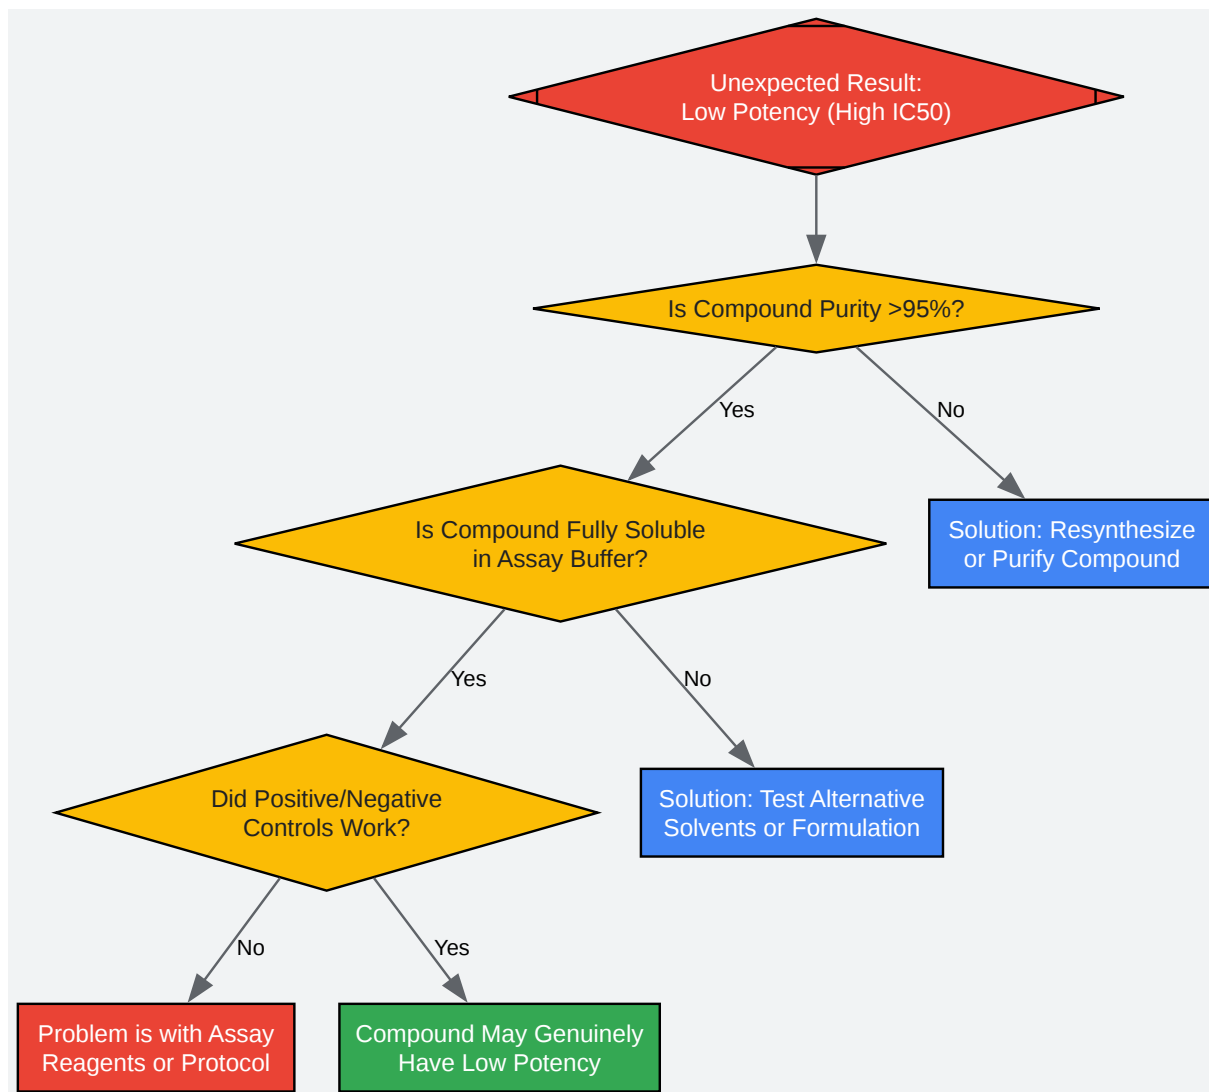 Unexpected Result:
Low Potency (High IC50)
Is Compound Purity >95%?
Yes
No
Is Compound Fully Soluble
in Assay Buffer?
Solution: Resynthesize
or Purify Compound
Yes
No
Did Positive/Negative
Controls Work?
Solution: Test Alternative
Solvents or Formulation
No
Yes
Problem is with Assay
Reagents or Protocol
Compound May Genuinely
Have Low Potency